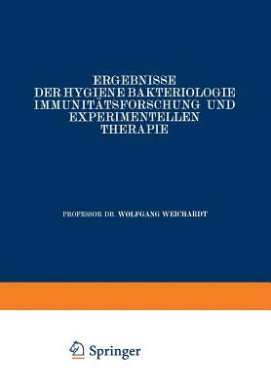 ERGEBNISSE
DER HYGIENE BAKTERIOLOGIE
IMMUNITÄTSFORSCHUNG UND
EXPERIMENTELLEN
THERAPIE
PROFESSOR DR. WOLFGANG WEICHARDT
Springer